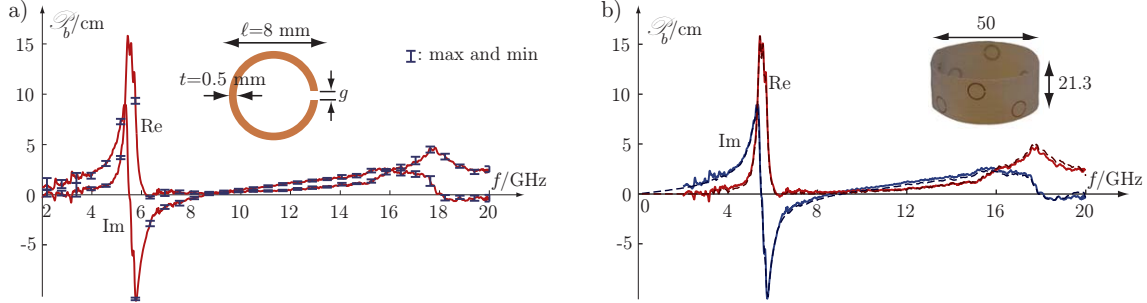 a)
𝒫b/cm
ℓ=8 mm
t=0.5 mm
g
: max and min
15
10
5
0
-5
Re
Im
2 4 6 8 10 12 14 16 18 20
f/GHz
b)
𝒫b/cm
50
21.3
15
10
5
0
-5
Re
Im
0 4 8 12 16 20
f/GHz